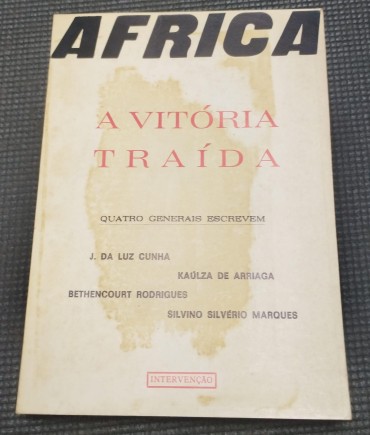 AFRICA
A VITÓRIA
TRAÍDA
QUATRO GENERAIS ESCREVEM
J. DA LUZ CUNHA
KAÚLZA DE ARRIAGA
BETHENCOURT RODRIGUES
SILVINO SILVÉRIO MARQUES
INTERVENÇÃO